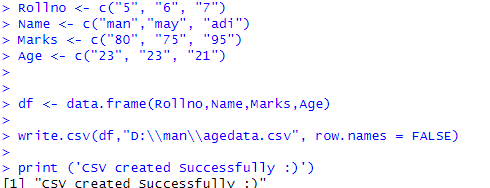 > Rollno <- c("5", "6", "7")
> Name <- c("man","may", "adi")
> Marks <- c("80", "75", "95")
> Age <- c("23", "23", "21")
>
>
> df <- data.frame(Rollno,Name,Marks,Age)
>
> write.csv(df,"D:\\man\\agedata.csv", row.names = FALSE)
>
> print ('CSV created Successfully :)')
[1] "CSV created Successfully :)"